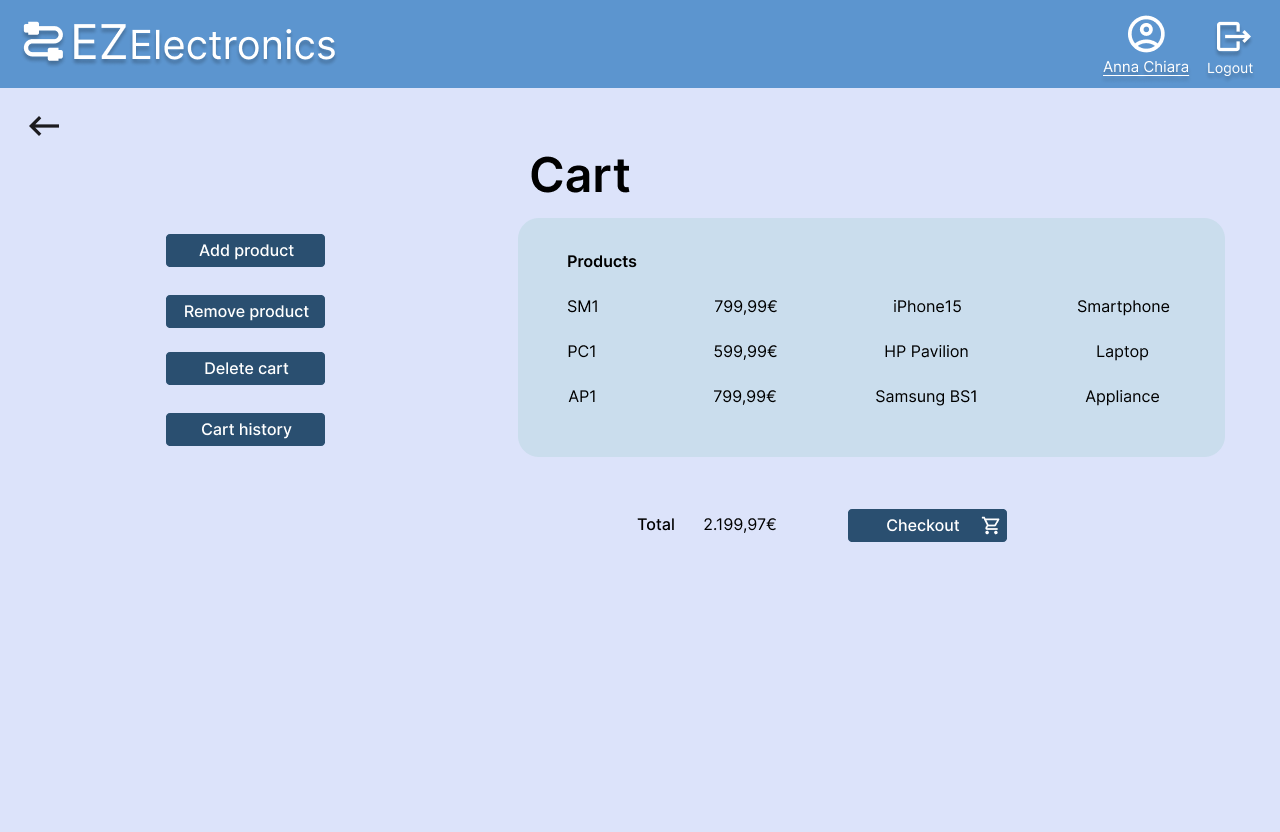 EZElectronics
Anna Chiara
Logout
Cart
Add product
Remove product
Delete cart
Cart history
Products
SM1 799,99€ iPhone15 Smartphone
PC1 599,99€ HP Pavilion Laptop
AP1 799,99€ Samsung BS1 Appliance
Total 2.199,97€ Checkout